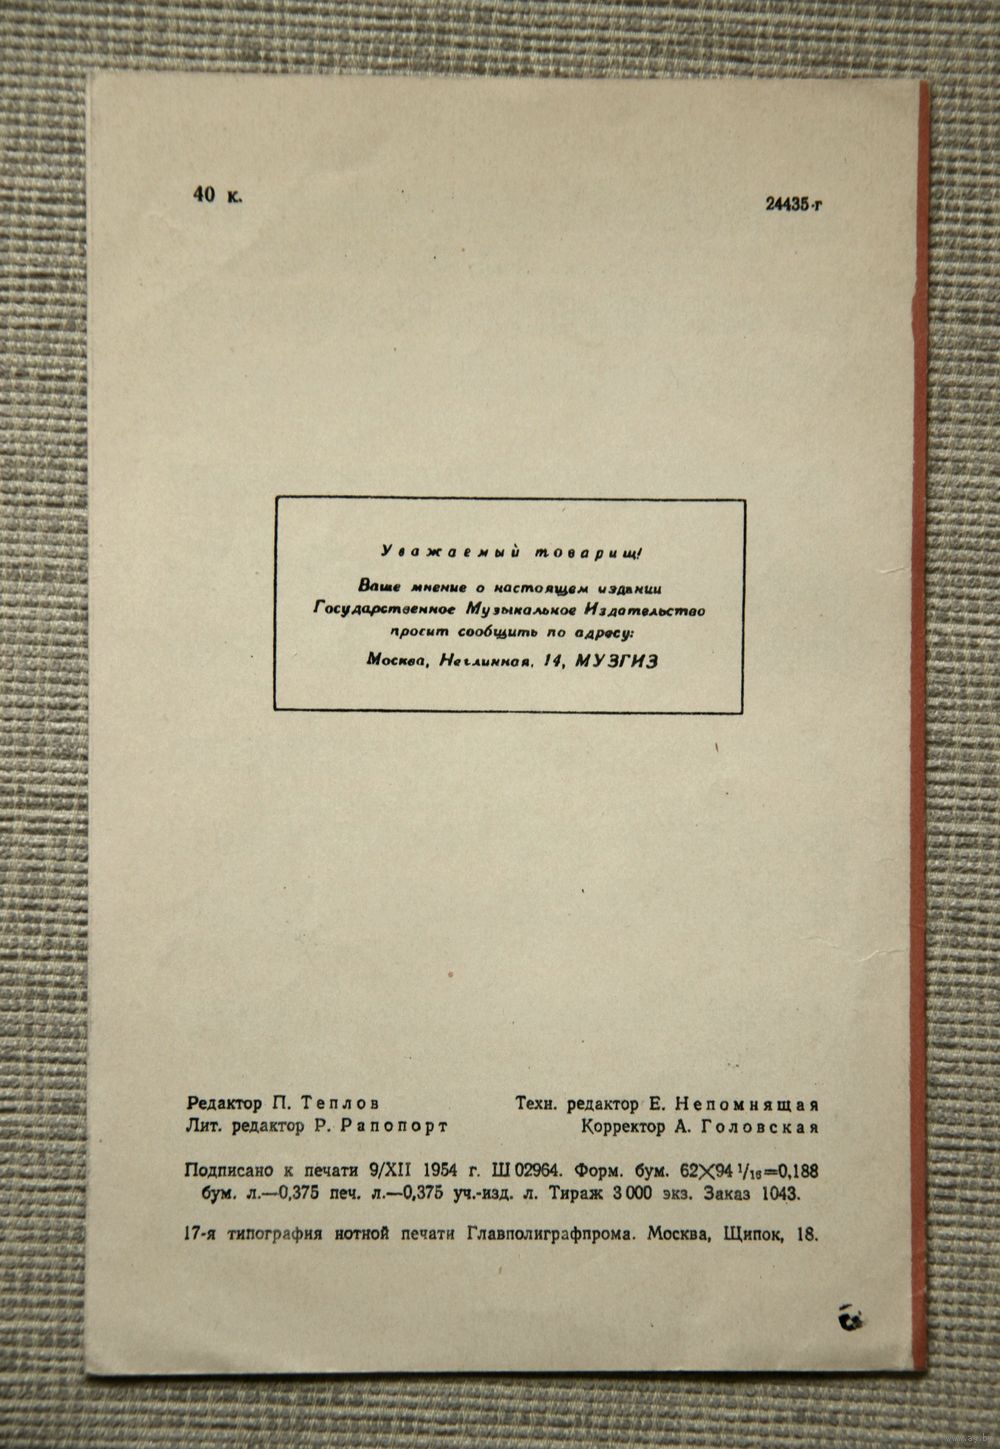 40 к.
24435-г
Уважаемый товарищ!
Ваше мнение о настоящем издании
Государственное Музыкальное Издательство
просит сообщить по адресу:
Москва, Неглинная, 14, МУЗГИЗ
Редактор П. Теплов
Техн. редактор Е. Непомнящая
Лит. редактор Р. Рапопорт
Корректор А. Головская
Подписано к печати 9/XII 1954 г. Ш 02964. Форм. бум. 62×94 1/16=0,188
бум. л.—0,375 печ. л.—0,375 уч.-изд. л. Тираж 3 000 экз. Заказ 1043.
17-я типография нотной печати Главполиграфпрома. Москва, Щипок, 18.